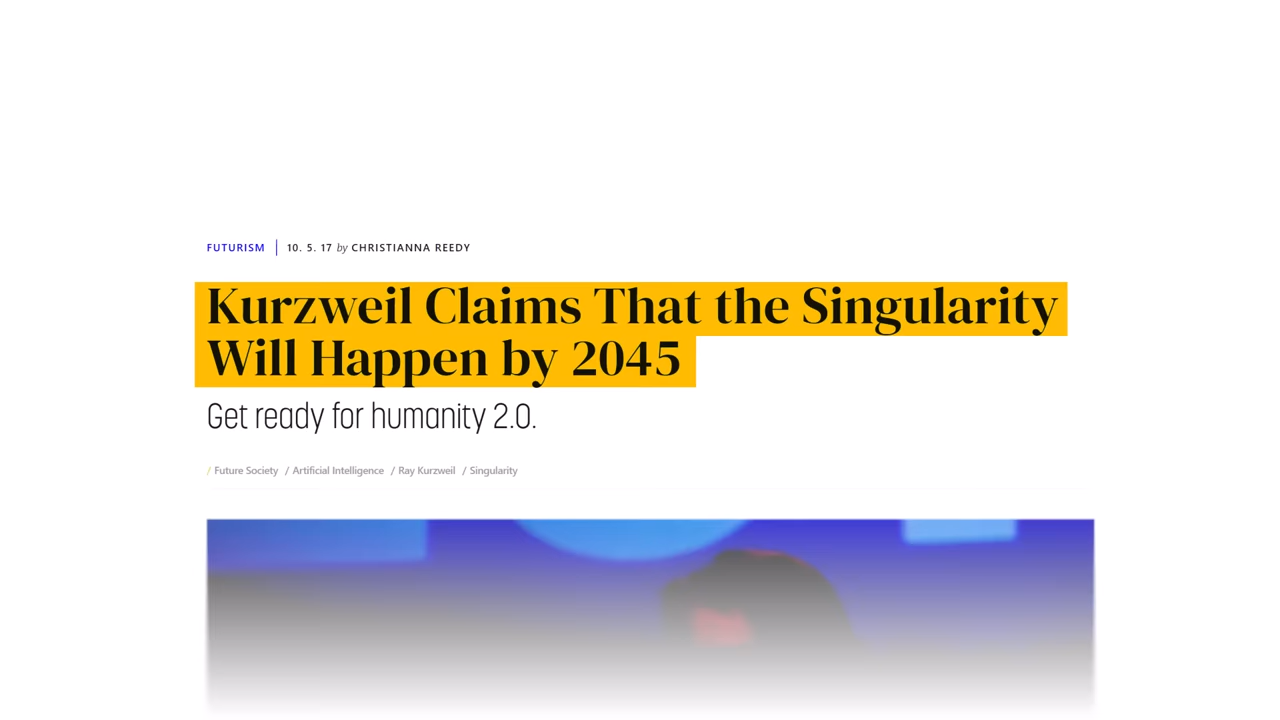 FUTURISM | 10. 5. 17 by CHRISTIANNA REEDY
Kurzweil Claims That the Singularity
Will Happen by 2045
Get ready for humanity 2.0.
/ Future Society / Artificial Intelligence / Ray Kurzweil / Singularity